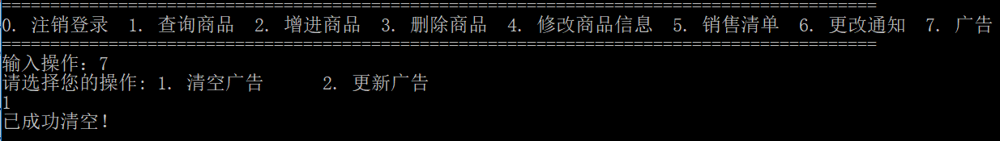 ==========================================================================================
0. 注销登录  1. 查询商品  2. 增进商品  3. 删除商品  4. 修改商品信息  5. 销售清单  6. 更改通知  7. 广告
==========================================================================================
输入操作：7
请选择您的操作: 1. 清空广告      2. 更新广告
1
已成功清空！